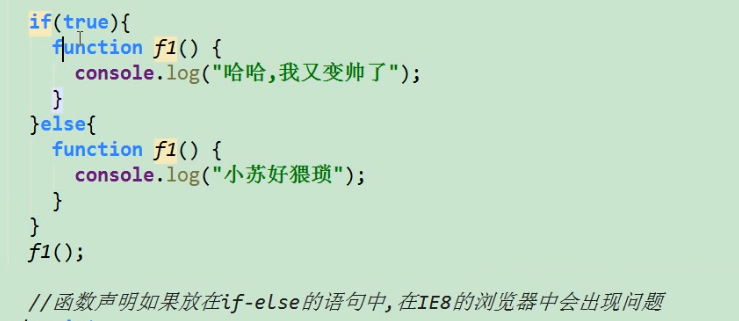 if(true){
function f1() {
console.log("哈哈,我又变帅了");
}
}else{
function f1() {
console.log("小苏好猥琐");
}
}
f1();
//函数声明如果放在if-else的语句中,在IE8的浏览器中会出现问题